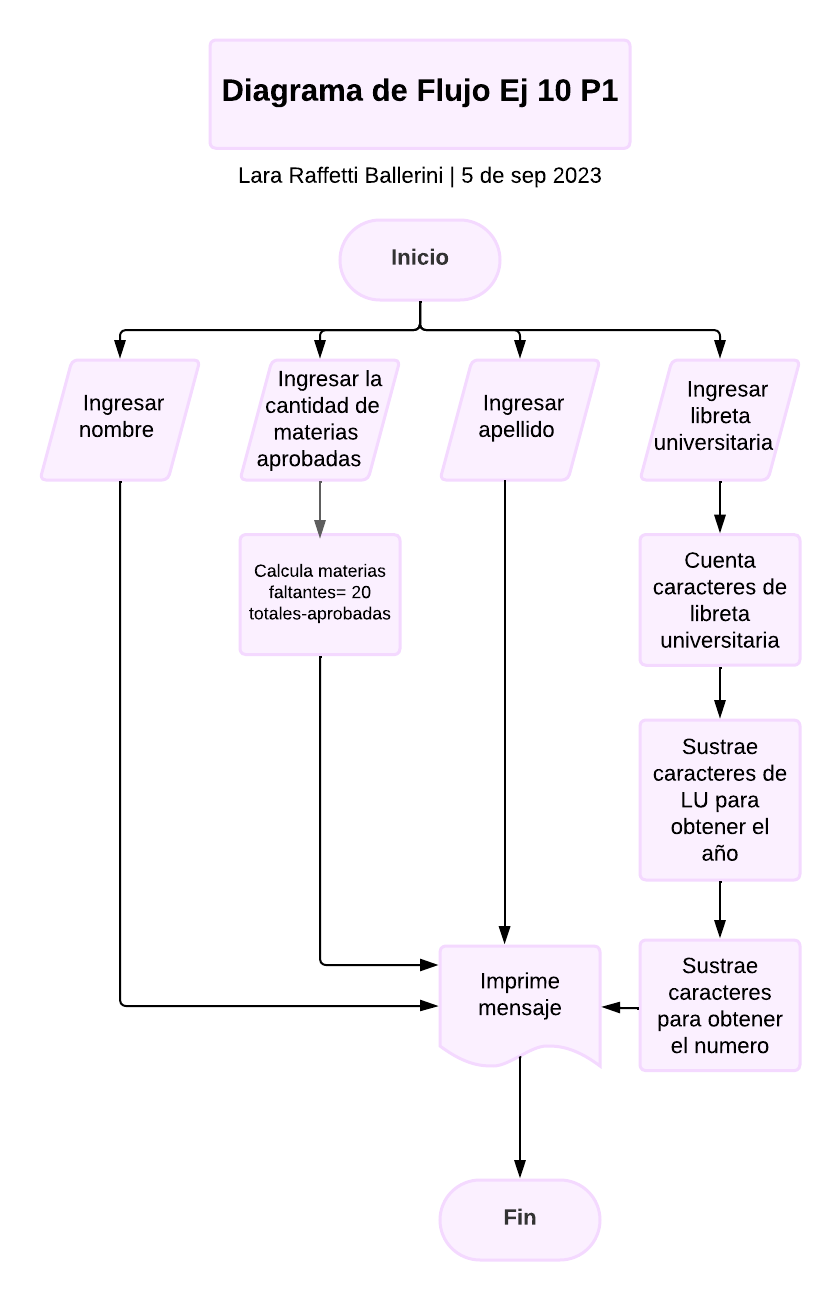 Diagrama de Flujo Ej 10 P1
Lara Raffetti Ballerini | 5 de sep 2023
Inicio
Ingresar
nombre
Ingresar la
cantidad de
materias
aprobadas
Ingresar
apellido
Ingresar
libreta
universitaria
Calcula materias
faltantes= 20
totales-aprobadas
Cuenta
caracteres de
libreta
universitaria
Sustrae
caracteres de
LU para
obtener el
año
Imprime
mensaje
Sustrae
caracteres
para obtener
el numero
Fin